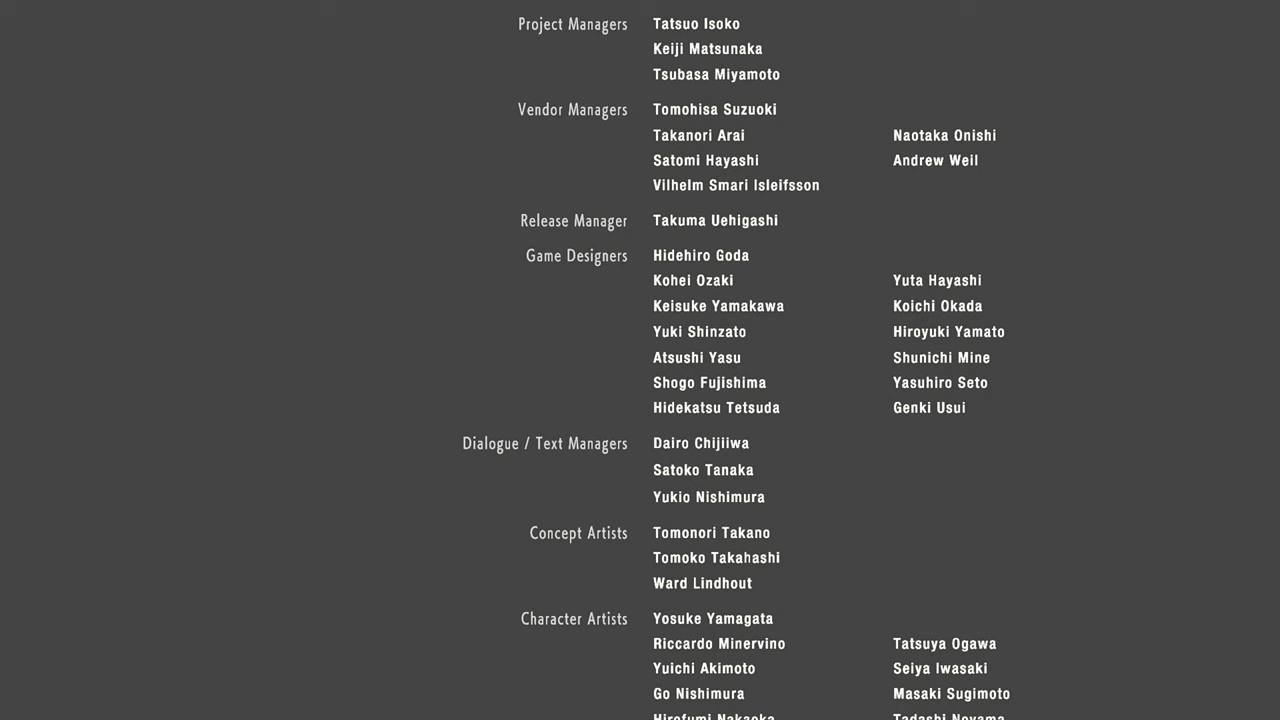 Project Managers Tatsuo Isoko
Keiji Matsunaka
Tsubasa Miyamoto
Vendor Managers Tomohisa Suzuoki
Takanori Arai Naotaka Onishi
Satomi Hayashi Andrew Weil
Vilhelm Smari Isleifsson
Release Manager Takuma Uehigashi
Game Designers Hidehiro Goda
Kohei Ozaki Yuta Hayashi
Keisuke Yamakawa Koichi Okada
Yuki Shinzato Hiroyuki Yamato
Atsushi Yasu Shunichi Mine
Shogo Fujishima Yasuhiro Seto
Hidekatsu Tetsuda Genki Usui
Dialogue / Text Managers Dairo Chijiiwa
Satoko Tanaka
Yukio Nishimura
Concept Artists Tomonori Takano
Tomoko Takahashi
Ward Lindhout
Character Artists Yosuke Yamagata
Riccardo Minervino Tatsuya Ogawa
Yuichi Akimoto Seiya Iwasaki
Go Nishimura Masaki Sugimoto
Hirofumi Nakaoka Tadashi Noyama